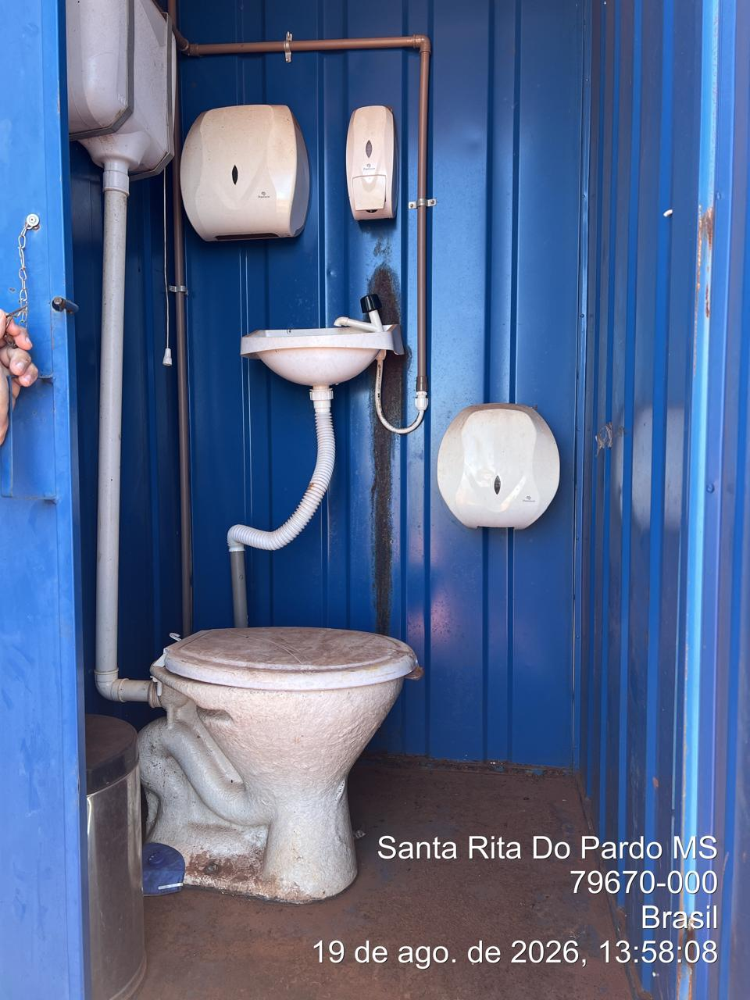 Santa Rita Do Pardo MS
79670-000
Brasil
19 de ago. de 2026, 13:58:08